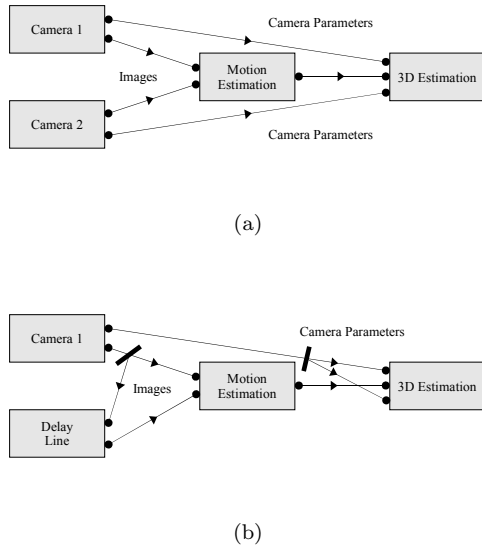 Camera 1
Camera Parameters
Images
Motion
Estimation
3D Estimation
Camera 2
Camera Parameters
(a)
Camera 1
Camera Parameters
Images
Motion
Estimation
3D Estimation
Delay
Line
(b)